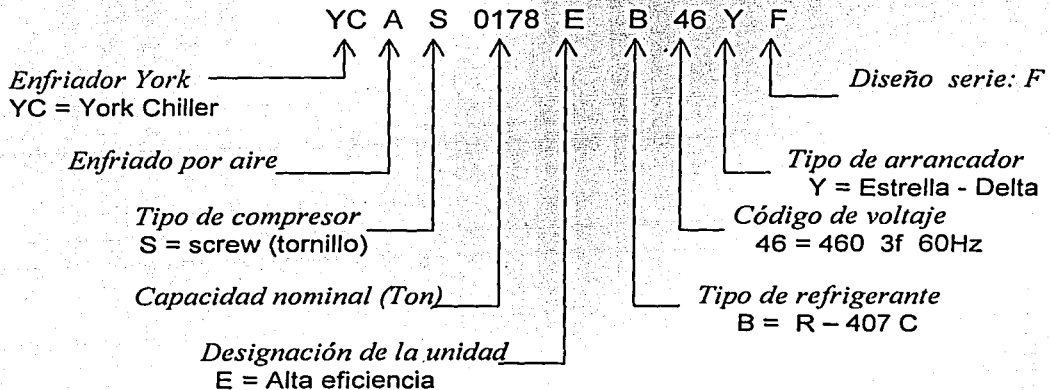 YC A S 0178 E B 46 Y F
Enfriador York
YC = York Chiller
Diseño serie: F
Enfriado por aire
Tipo de arrancador
Y = Estrella - Delta
Tipo de compresor
S = screw (tornillo)
Código de voltaje
46 = 460 3f 60Hz
Capacidad nominal (Ton)
Tipo de refrigerante
B = R – 407 C
Designación de la unidad
E = Alta eficiencia